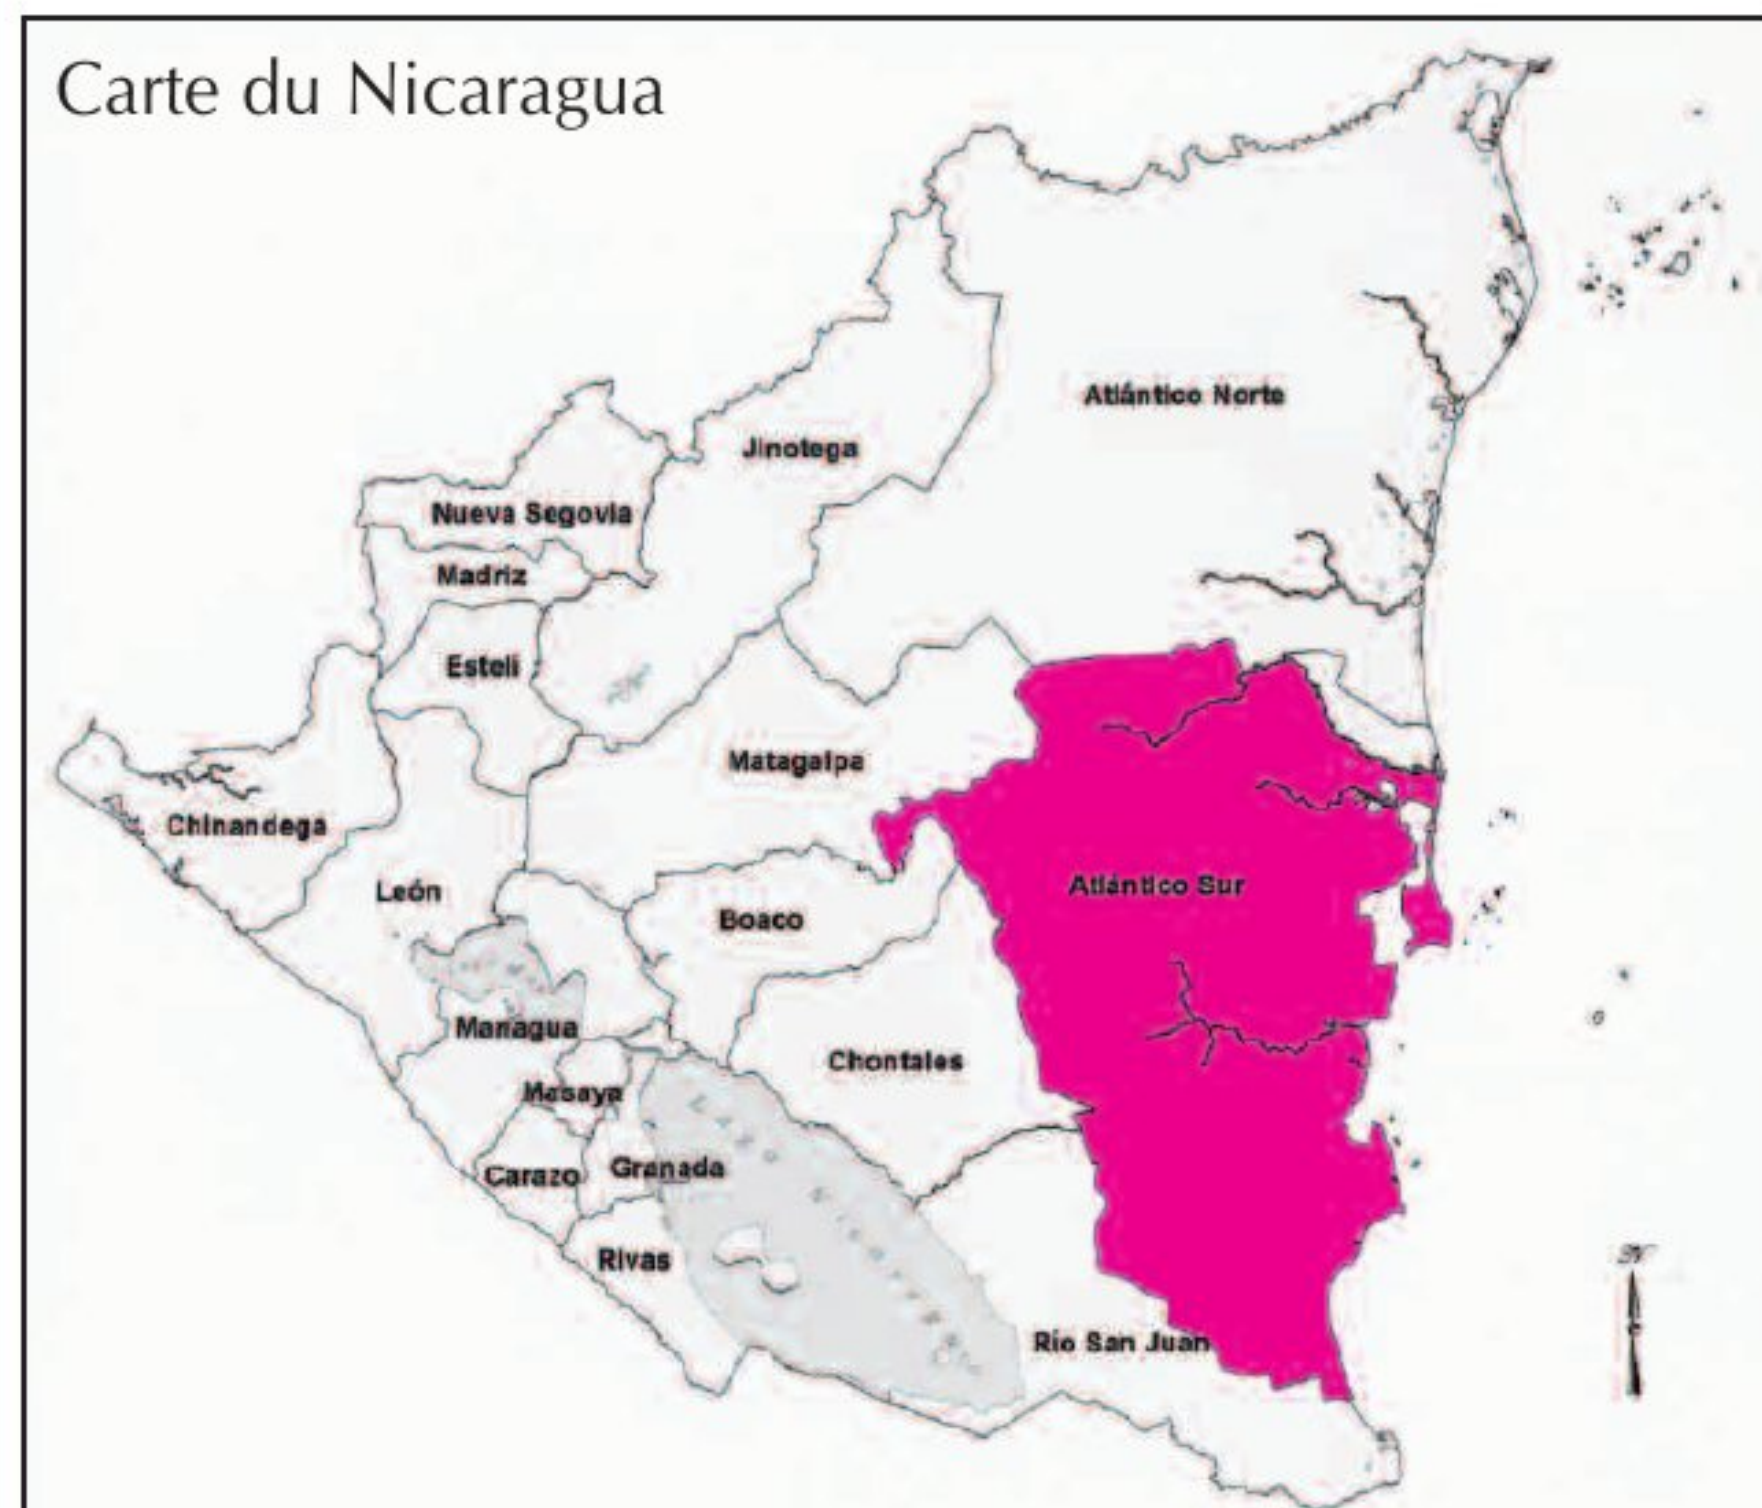 Carte du Nicaragua
Atlántico Norte
Jinotega
Nueva Segovia
Madriz
Estelí
Matagalpa
Chinandega
Atlántico Sur
León
Boaco
Managua
Chontales
Masaya
Granada
Carazo
Rivas
Río San Juan
N